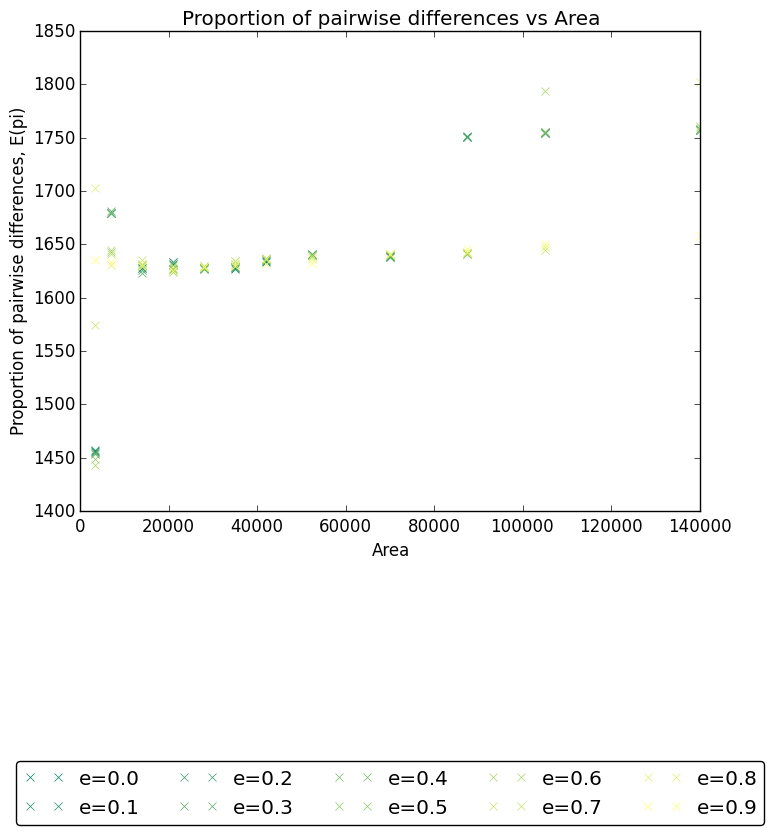 Proportion of pairwise differences vs Area
1850
1800
1750
1700
1650
1600
1550
1500
1450
1400
Proportion of pairwise differences, E(pi)
0 20000 40000 60000 80000 100000 120000 140000
Area
e=0.0 e=0.2 e=0.4 e=0.6 e=0.8
e=0.1 e=0.3 e=0.5 e=0.7 e=0.9